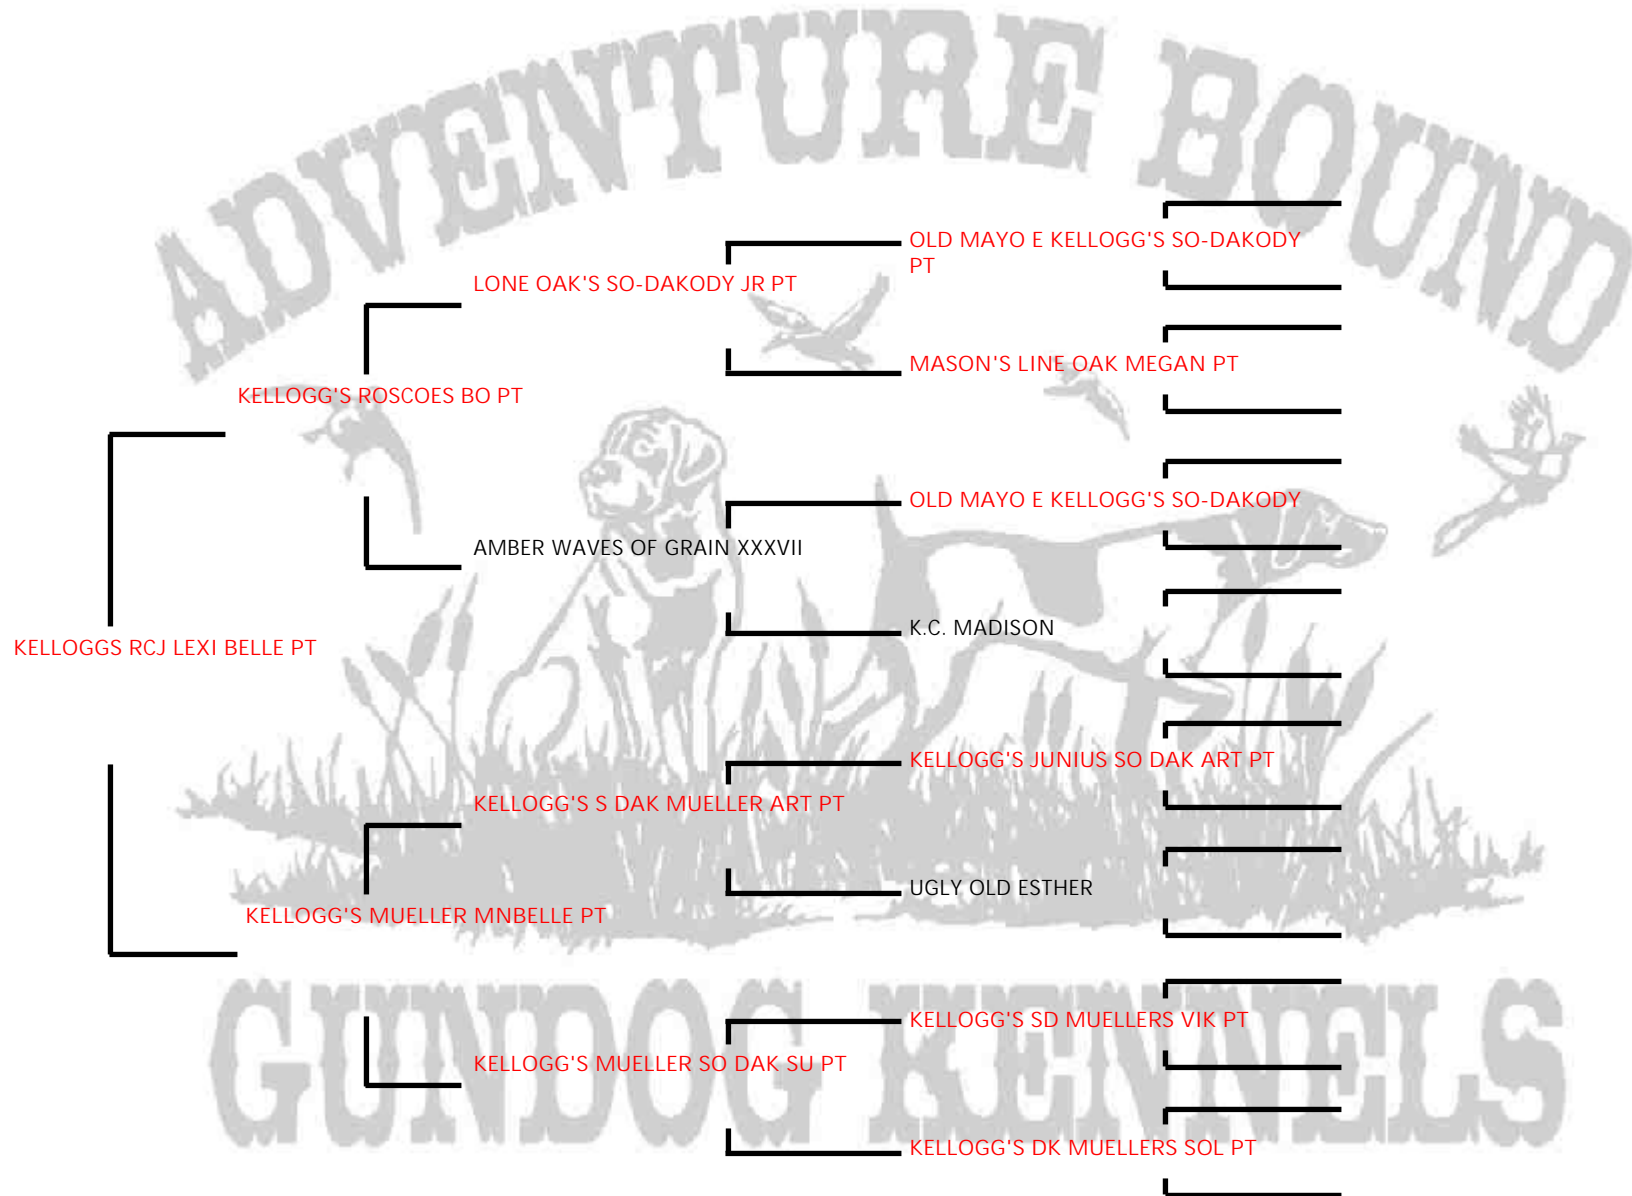 ADVENTURE BOUND
OLD MAYO E KELLOGG'S SO-DAKODY
PT
LONE OAK'S SO-DAKODY JR PT
MASON'S LINE OAK MEGAN PT
KELLOGG'S ROSCOES BO PT
OLD MAYO E KELLOGG'S SO-DAKODY
AMBER WAVES OF GRAIN XXXVII
K.C. MADISON
KELLOGGS RCJ LEXI BELLE PT
KELLOGG'S JUNIUS SO DAK ART PT
KELLOGG'S S DAK MUELLER ART PT
UGLY OLD ESTHER
KELLOGG'S MUELLER MNBELLE PT
KELLOGG'S SD MUELLERS VIK PT
KELLOGG'S MUELLER SO DAK SU PT
GUNDOG KENNELS
KELLOGG'S DK MUELLERS SOL PT